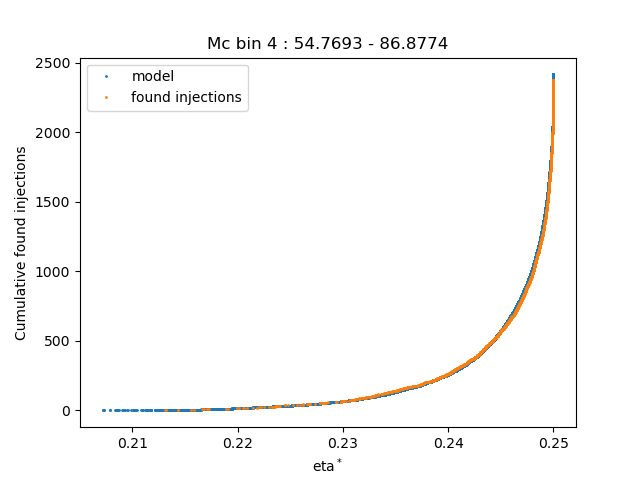 Mc bin 4 : 54.7693 - 86.8774
model
found injections
Cumulative found injections
2500
2000
1500
1000
500
0
0.21 0.22 0.23 0.24 0.25
eta*